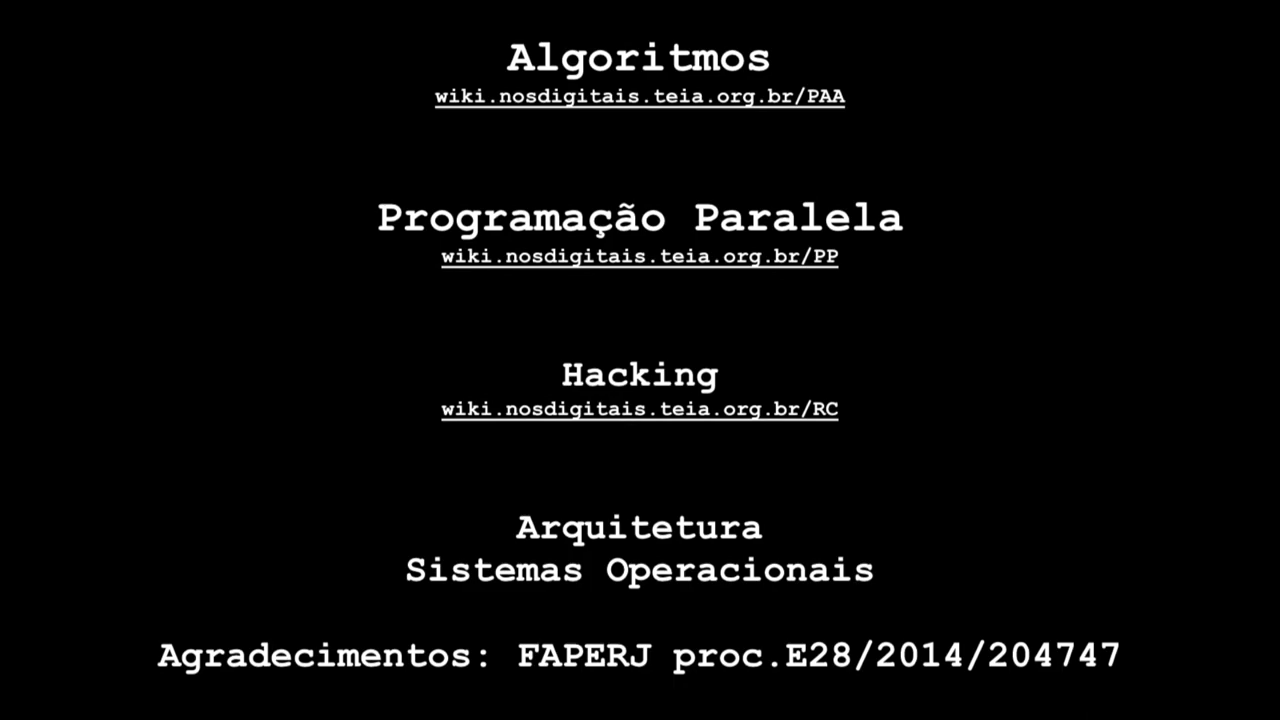 Algoritmos
wiki.nosdigitais.teia.org.br/PAA
Programação Paralela
wiki.nosdigitais.teia.org.br/PP
Hacking
wiki.nosdigitais.teia.org.br/RC
Arquitetura
Sistemas Operacionais
Agradecimentos: FAPERJ proc.E28/2014/204747